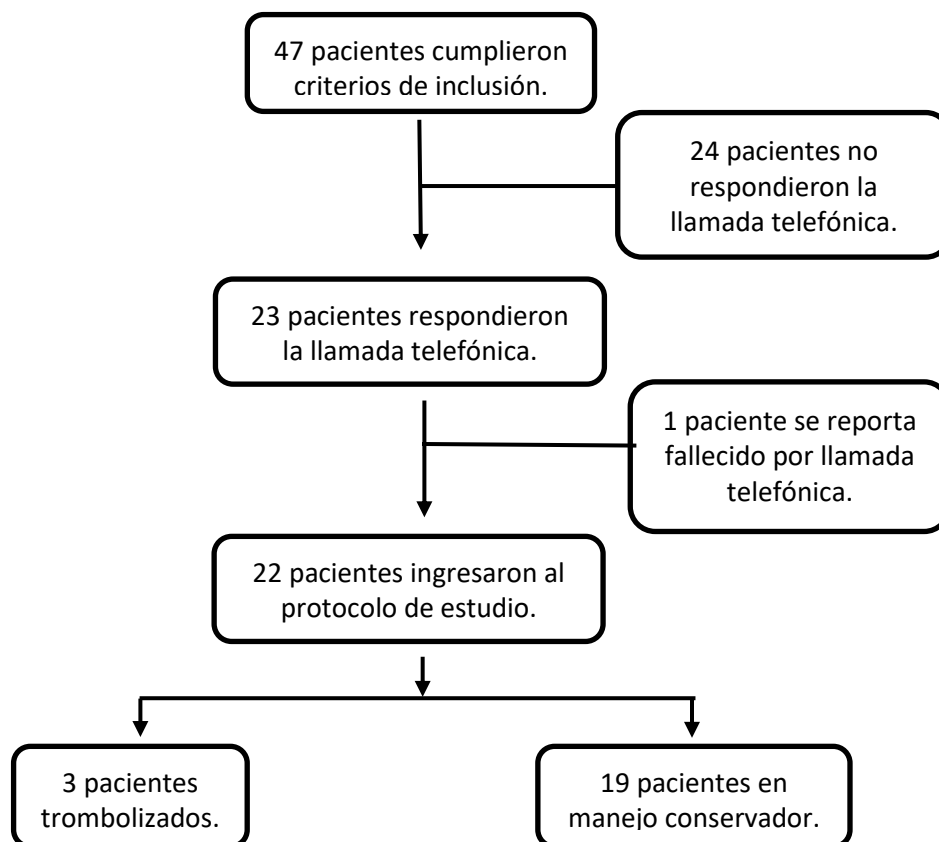 47 pacientes cumplieron
criterios de inclusión.
24 pacientes no
respondieron la
llamada telefónica.
23 pacientes respondieron
la llamada telefónica.
1 paciente se reporta
fallecido por llamada
telefónica.
22 pacientes ingresaron al
protocolo de estudio.
3 pacientes
trombolizados.
19 pacientes en
manejo conservador.